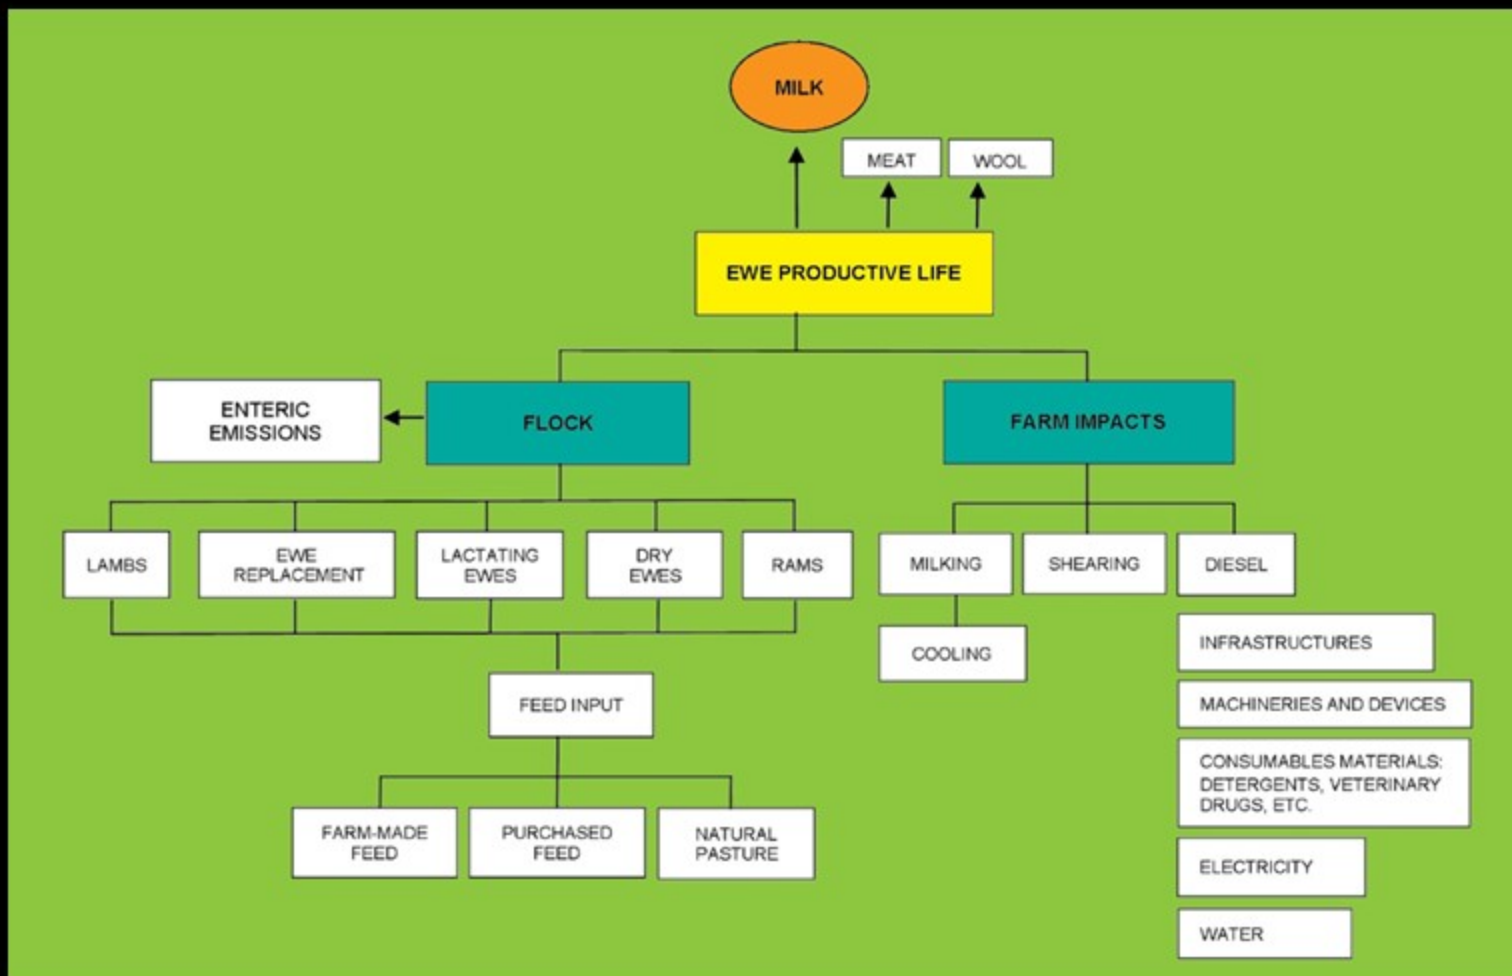 MILK
MEAT
WOOL
EWE PRODUCTIVE LIFE
ENTERIC
EMISSIONS
FLOCK
FARM IMPACTS
LAMBS
EWE
REPLACEMENT
LACTATING
EWES
DRY
EWES
RAMS
MILKING
SHEARING
DIESEL
COOLING
INFRASTRUCTURES
FEED INPUT
MACHINERIES AND DEVICES
CONSUMABLES MATERIALS:
DETERGENTS, VETERINARY
DRUGS, ETC.
FARM-MADE
FEED
PURCHASED
FEED
NATURAL
PASTURE
ELECTRICITY
WATER